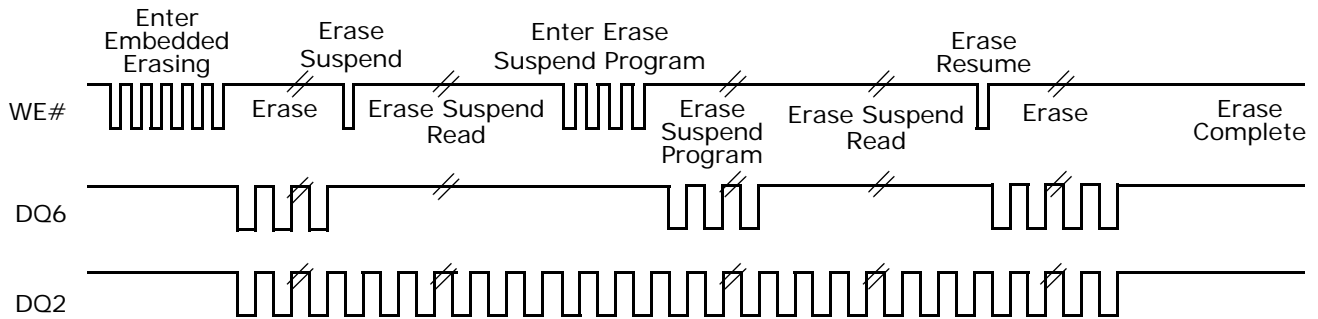 Enter
Embedded
Erasing
Erase
Suspend
Enter Erase
Suspend Program
Erase
Resume
WE#
Erase
Erase Suspend
Read
Erase
Suspend
Program
Erase Suspend
Read
Erase
Erase
Complete
DQ6
DQ2